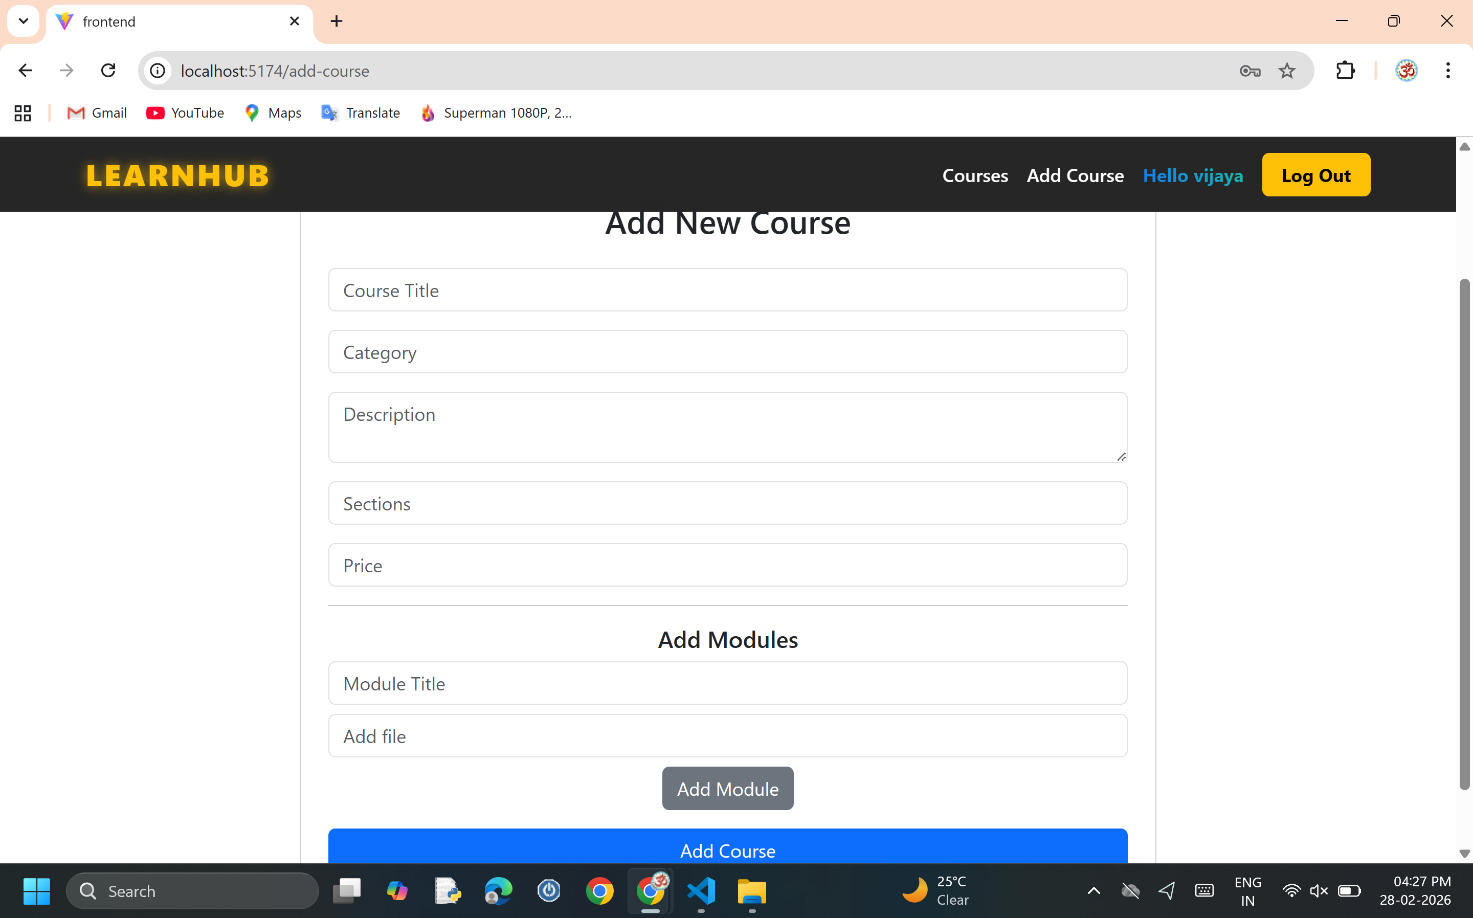 frontend
localhost:5174/add-course
Gmail
YouTube
Maps
Translate
Superman 1080P, 2...
LEARNHUB
Courses
Add Course
Hello vijaya
Log Out
Add New Course
Course Title
Category
Description
Sections
Price
Add Modules
Module Title
Add file
Add Module
Add Course
Search
25°C
Clear
ENG
IN
04:27 PM
28-02-2026